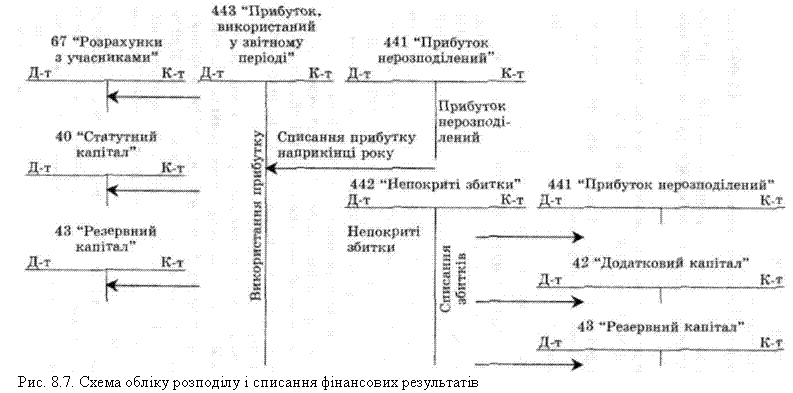 443 “Прибуток,
використаний
у звітному
періоді”
67 “Розрахунки
з учасниками”
441 “Прибуток
нерозподілений”
Д-т К-т
Д-т К-т
Д-т К-т
Прибуток
нерозподі-
лений
40 “Статутний
капітал”
Д-т К-т
Списання прибутку
наприкінці року
Використання прибутку
442 “Непокриті збитки”
Д-т К-т
441 “Прибуток нерозподілений”
Д-т К-т
43 “Резервний
капітал”
Д-т К-т
Непокриті
збитки
Списання
збитків
42 “Додатковий капітал”
Д-т К-т
43 “Резервний капітал”
Д-т К-т
Рис. 8.7. Схема обліку розподілу і списання фінансових результатів